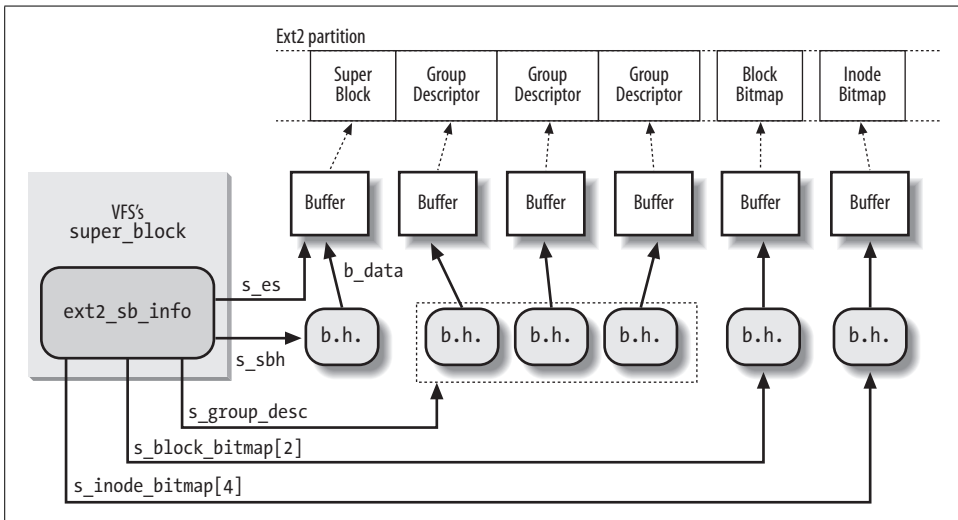 Ext2 partition
Super
Block
Group
Descriptor
Group
Descriptor
Group
Descriptor
Block
Bitmap
Inode
Bitmap
Buffer
Buffer
Buffer
Buffer
Buffer
Buffer
VFS's
super_block
b_data
s_es
ext2_sb_info
b.h.
b.h.
b.h.
b.h.
b.h.
b.h.
s_sbh
s_group_desc
s_block_bitmap[2]
s_inode_bitmap[4]